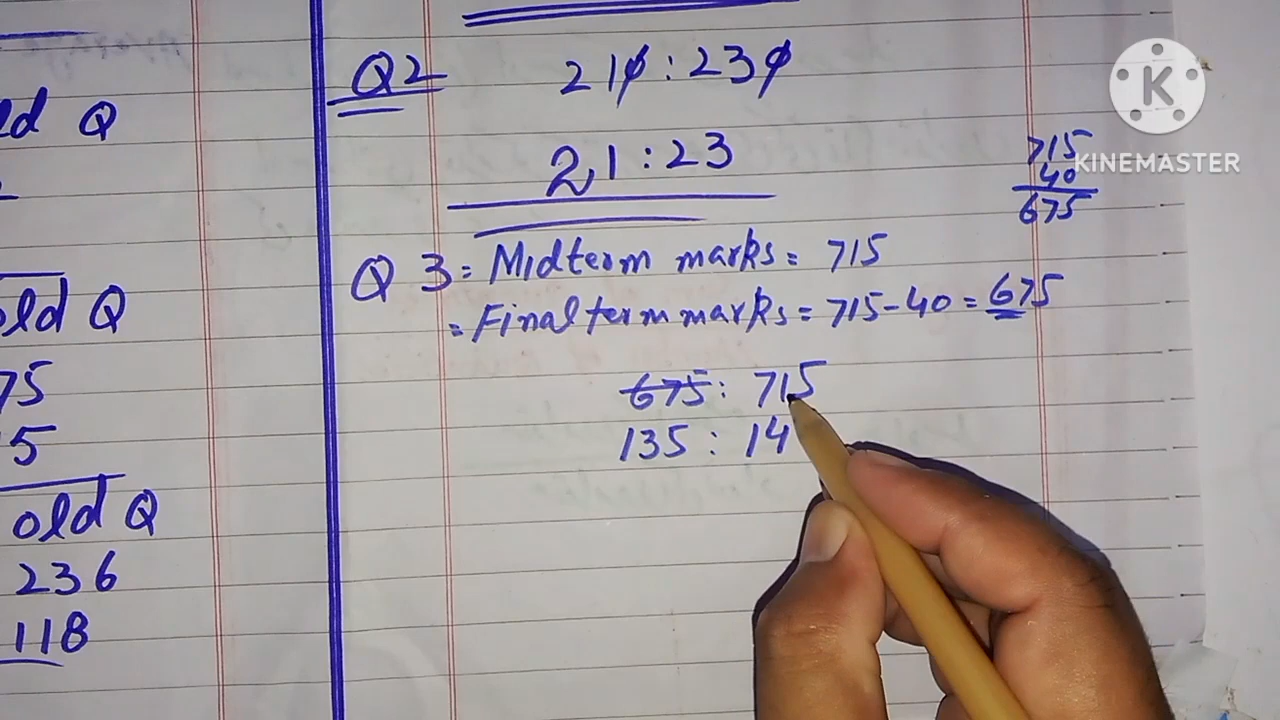 ld Q
old Q
75
5
old Q
236
118
Q2 210 : 230
21 : 23
Q 3 = Midterm marks = 715
= Final term marks = 715 - 40 = 675
675 : 715
135 : 14
715
40
675
K
KINEMASTER